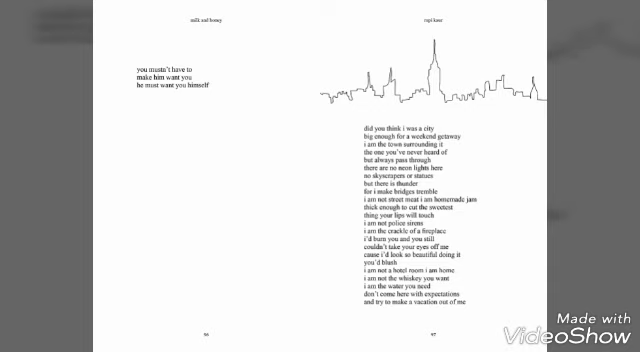 milk and honey
rupi kaur
you mustn't have to
make him want you
he must want you himself
did you think i was a city
big enough for a weekend getaway
i am the town surrounding it
the one you've never heard of
but always pass through
there are no neon lights here
no skyscrapers or statues
but there is thunder
for i make bridges tremble
i am not street meat i am homemade jam
thick enough to cut the sweetest
thing your lips will touch
i am not police sirens
i am the crackle of a fireplace
i'd burn you and you still
couldn't take your eyes off me
cause i'd look so beautiful doing it
you'd blush
i am not a hotel room i am home
i am not the whiskey you want
i am the water you need
don't come here with expectations
and try to make a vacation out of me
96
97
Made with
VideoShow